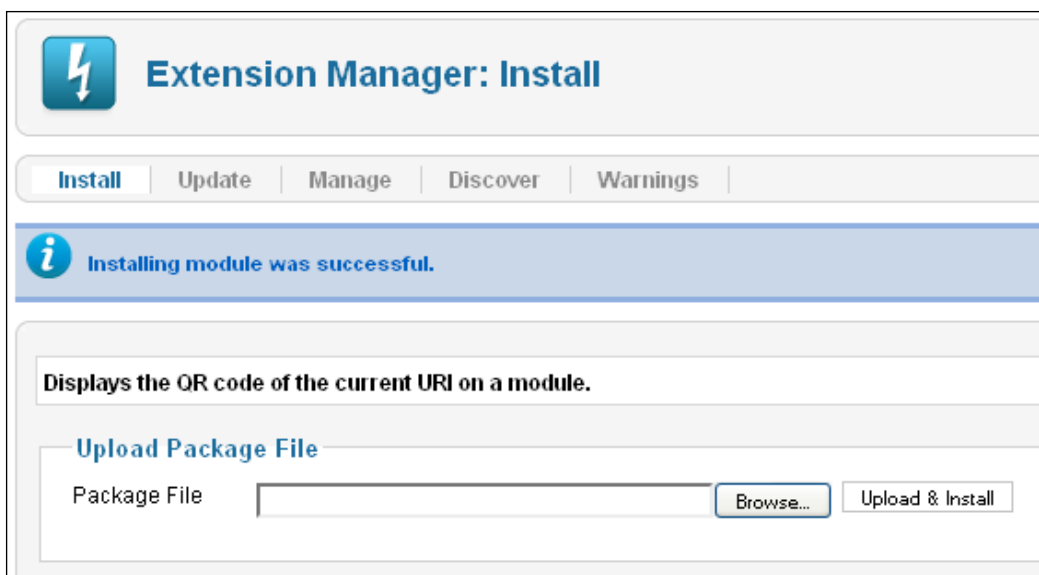 Extension Manager: Install
Install Update Manage Discover Warnings
Installing module was successful.
Displays the QR code of the current URI on a module.
Upload Package File
Package File Browse... Upload & Install